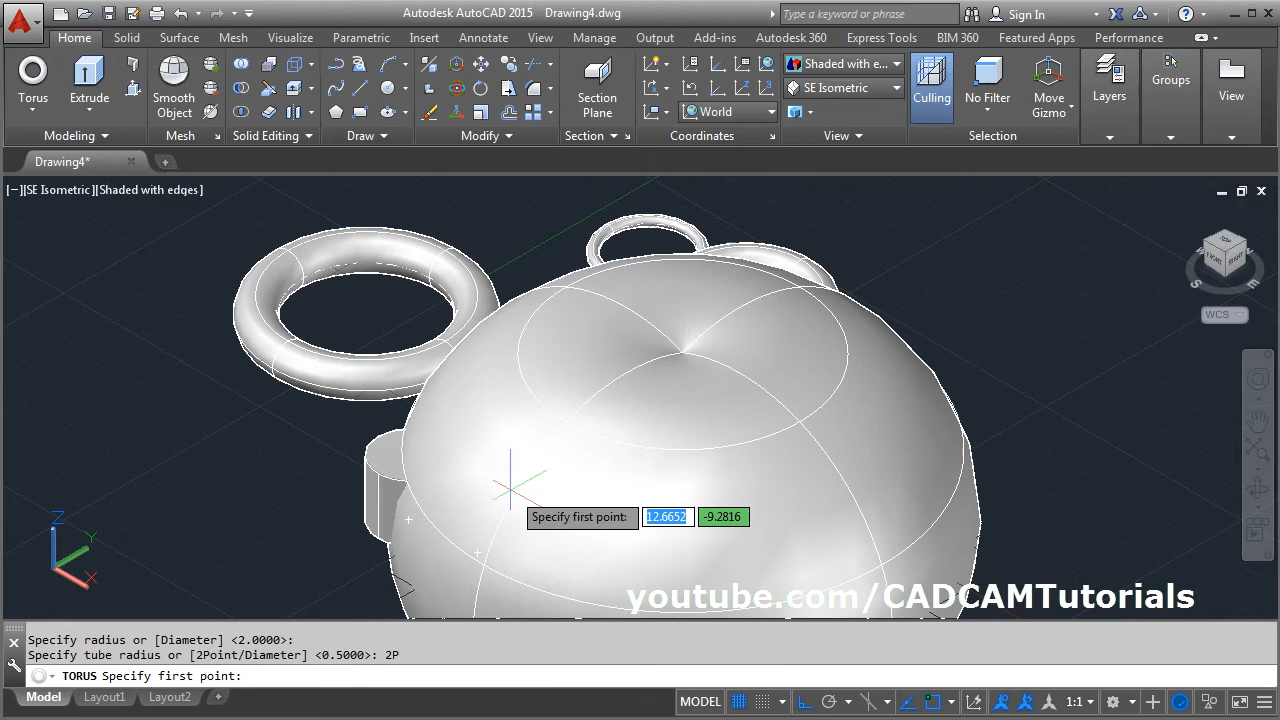 Autodesk AutoCAD 2015 Drawing4.dwg
Type a keyword or phrase
Sign In
Home Solid Surface Mesh Visualize Parametric Insert Annotate View Manage Output Add-ins Autodesk 360 Express Tools BIM 360 Featured Apps Performance
Torus
Extrude
Smooth Object
Section Plane
World
Shaded with e...
SE Isometric
Culling
No Filter
Move Gizmo
Layers
Groups
View
Modeling Mesh Solid Editing Draw Modify Section Coordinates View Selection
Drawing4*
[−][SE Isometric][Shaded with edges]
TOP
FRONT
RIGHT
S
E
WCS
Specify first point: 12.6652 -9.2816
Z
Y
X
youtube.com/CADCAMTutorials
Specify radius or [Diameter] <2.0000>:
Specify tube radius or [2Point/Diameter] <0.5000>: 2P
TORUS Specify first point:
Model Layout1 Layout2
MODEL
1:1